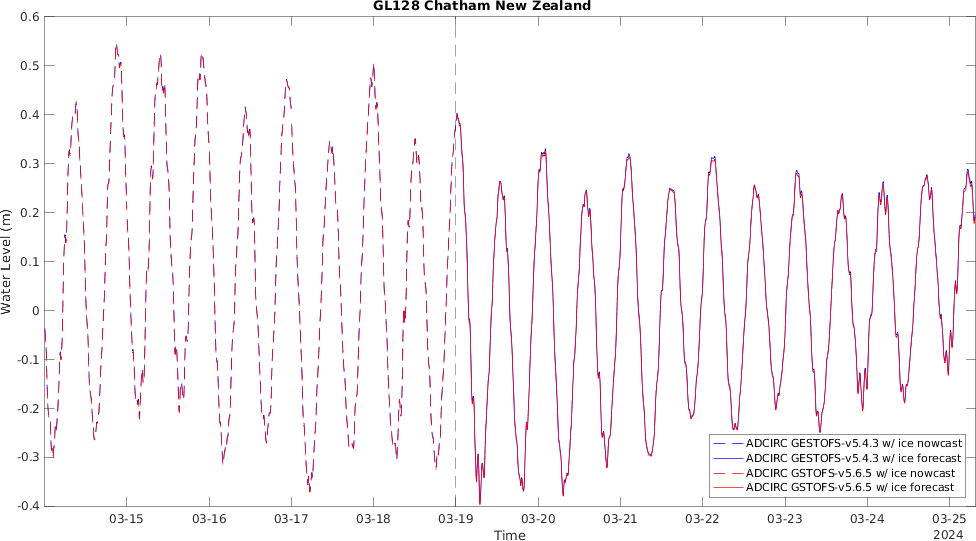 GL128 Chatham New Zealand
0.6
0.5
0.4
0.3
0.2
0.1
0
-0.1
-0.2
-0.3
-0.4
Water Level (m)
ADCIRC GESTOFS-v5.4.3 w/ ice nowcast
ADCIRC GESTOFS-v5.4.3 w/ ice forecast
ADCIRC GSTOFS-v5.6.5 w/ ice nowcast
ADCIRC GSTOFS-v5.6.5 w/ ice forecast
03-15 03-16 03-17 03-18 03-19 03-20 03-21 03-22 03-23 03-24 03-25
Time 2024